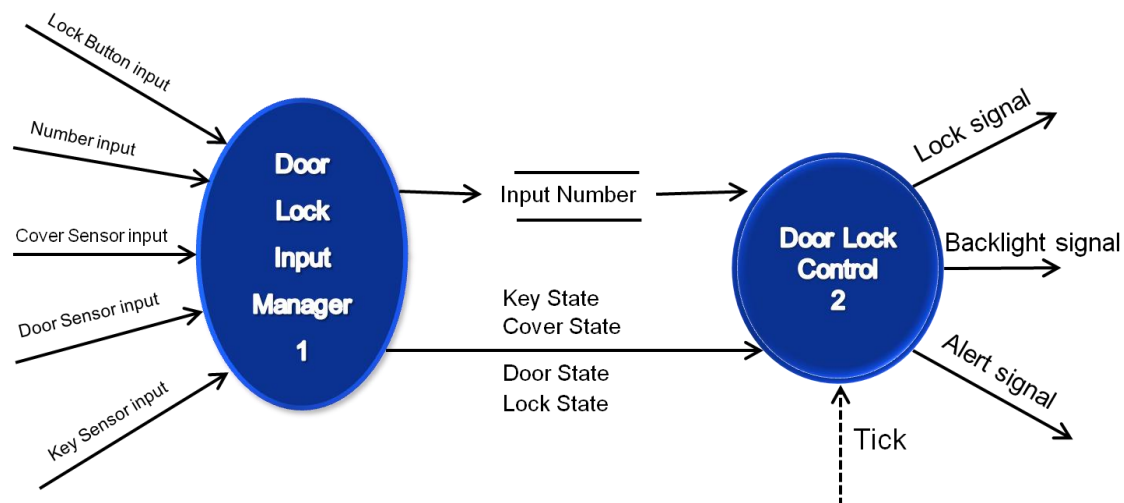 Lock Button input
Number input
Cover Sensor input
Door Sensor input
Key Sensor input
Door
Lock
Input
Manager
1
Input Number
Key State
Cover State
Door State
Lock State
Door Lock
Control
2
Tick
Lock signal
Backlight signal
Alert signal